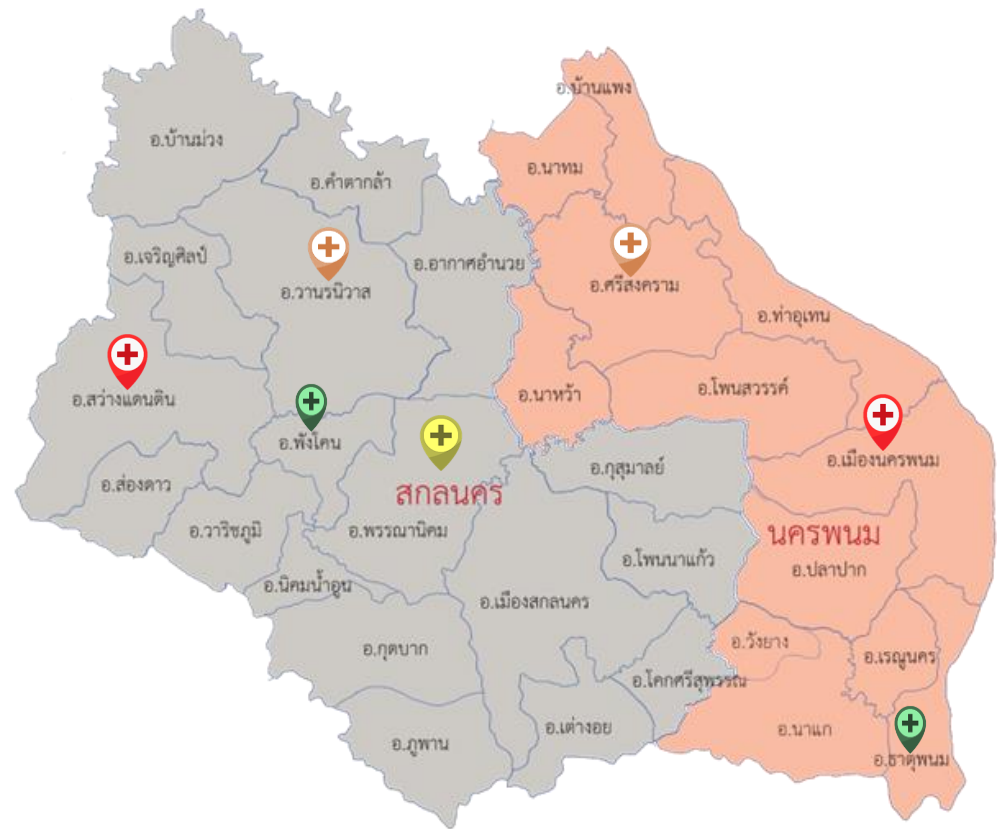 อ.บ้านแพง
อ.บ้านม่วง
อ.นาทม
อ.คำตากล้า
อ.เจริญศิลป์
อ.อากาศอำนวย
อ.วานรนิวาส
อ.ศรีสงคราม
อ.ท่าอุเทน
อ.สว่างแดนดิน
อ.นาหว้า
อ.โพนสวรรค์
อ.พังโคน
อ.เมืองนครพนม
อ.กุสุมาลย์
อ.ส่องดาว
สกลนคร
อ.วาริชภูมิ
อ.พรรณานิคม
นครพนม
อ.โพนนาแก้ว
อ.ปลาปาก
อ.นิคมน้ำอูน
อ.เมืองสกลนคร
อ.กุดบาก
อ.วังยาง
อ.เรณูนคร
อ.โคกศรีสุพรรณ
อ.เต่างอย
อ.นาแก
อ.ภูพาน
อ.ธาตุพนม